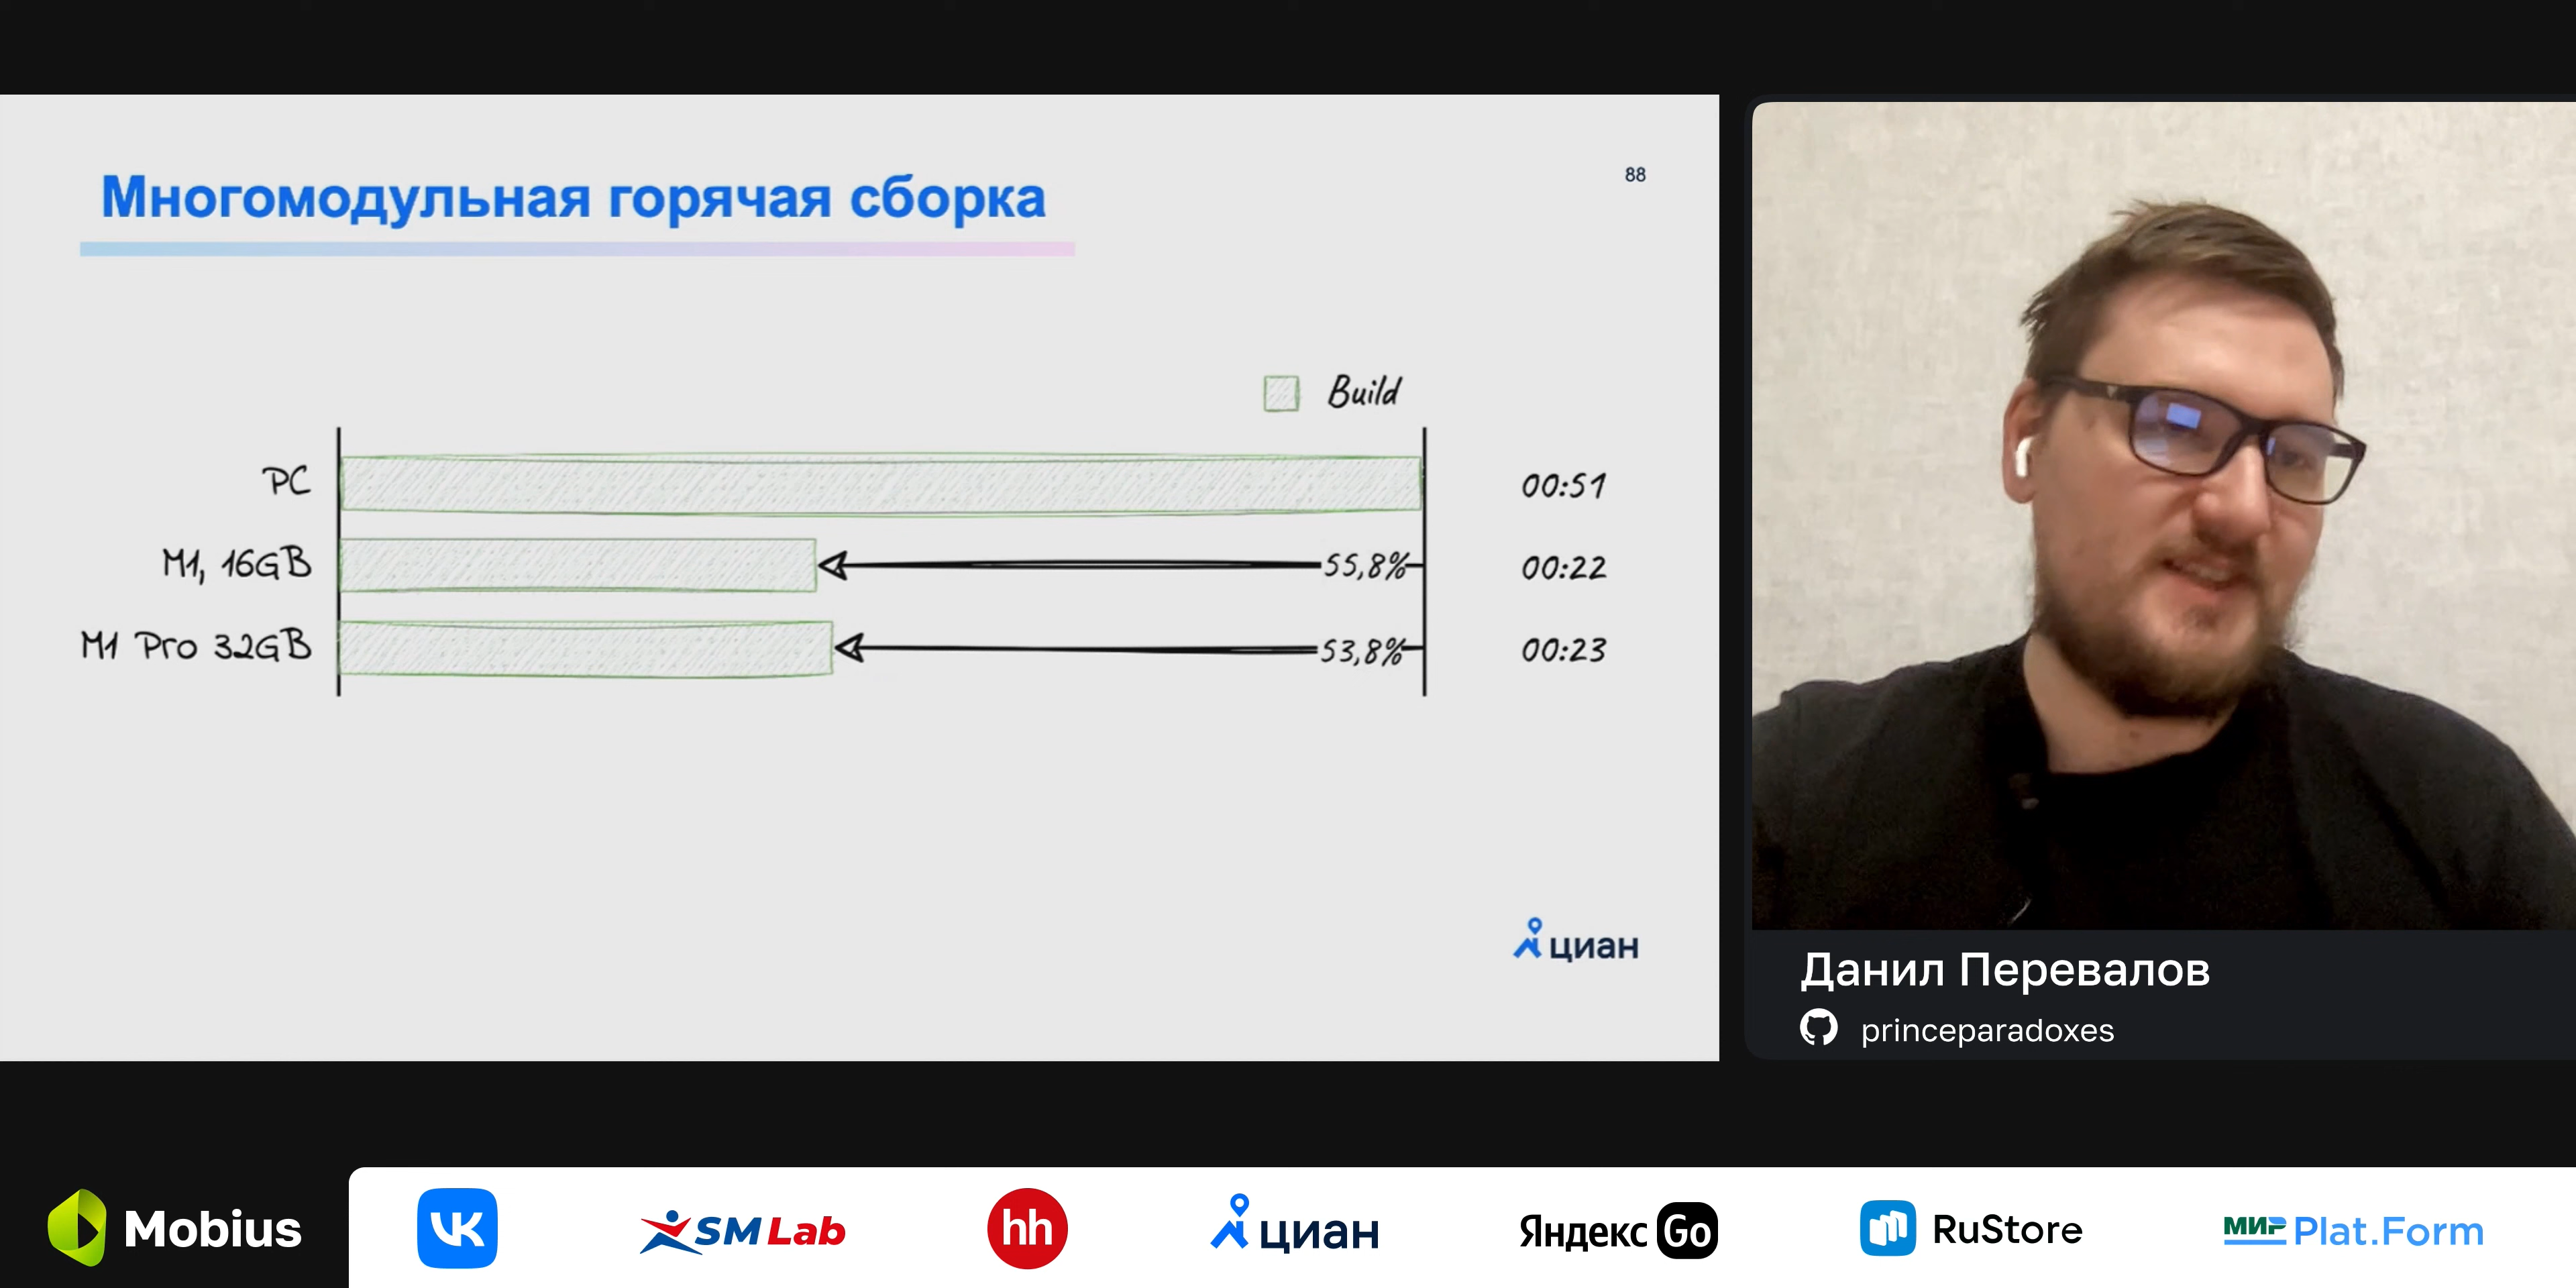 Многомодульная горячая сборка
88
Build
PC
00:51
M1, 16GB
55,8%
00:22
M1 Pro 32GB
53,8%
00:23
циан
Данил Перевалов
princeparadoxes
Mobius
VK
SM Lab
hh
циан
Яндекс Go
RuStore
МИР Plat.Form